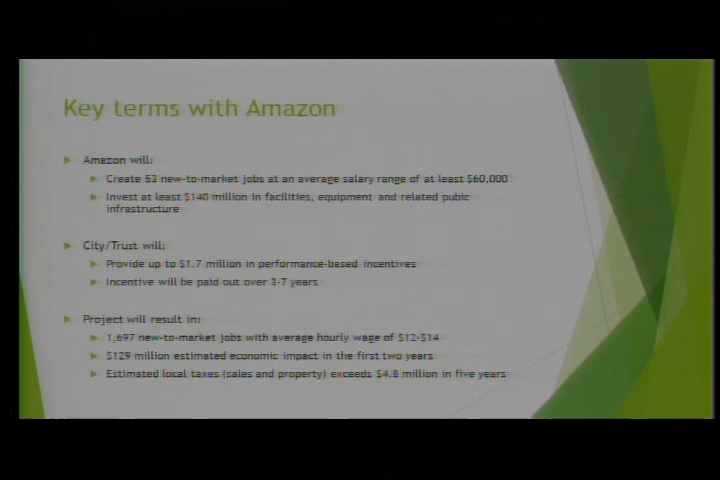 Key terms with Amazon
Amazon will:
Create 53 new-to-market jobs at an average salary range of at least $60,000
Invest at least $140 million in facilities, equipment and related pubic
infrastructure
City/Trust will:
Provide up to $1.7 million in performance-based incentives
Incentive will be paid out over 3-7 years
Project will result in:
1,697 new-to-market jobs with average hourly wage of $12-$14
$129 million estimated economic impact in the first two years
Estimated local taxes (sales and property) exceeds $4.8 million in five years